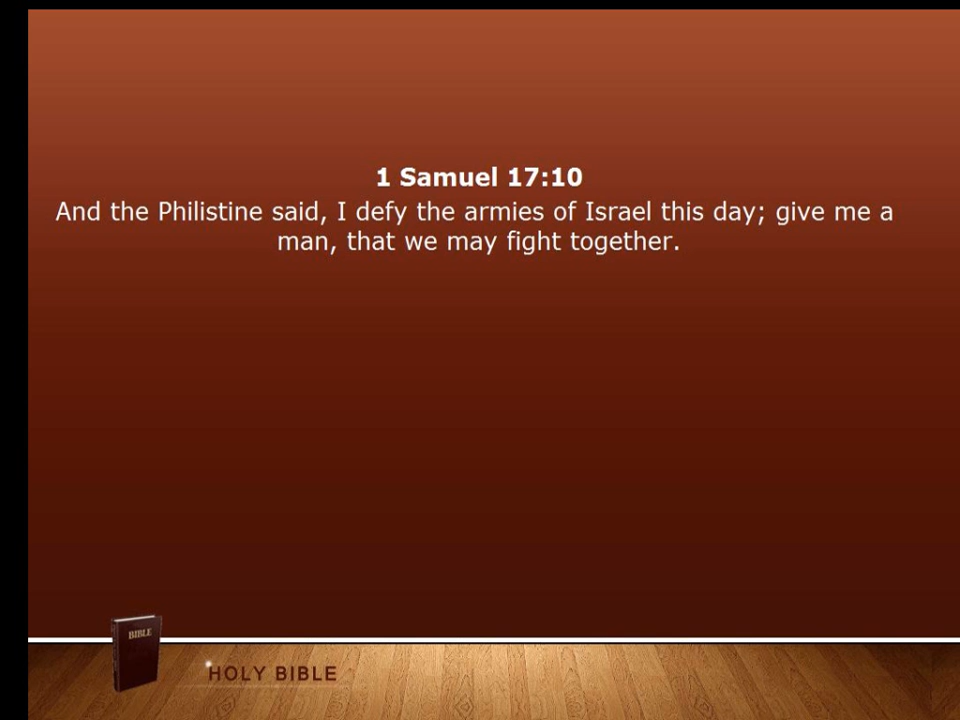 1 Samuel 17:10
And the Philistine said, I defy the armies of Israel this day; give me a
man, that we may fight together.
BIBLE
HOLY BIBLE